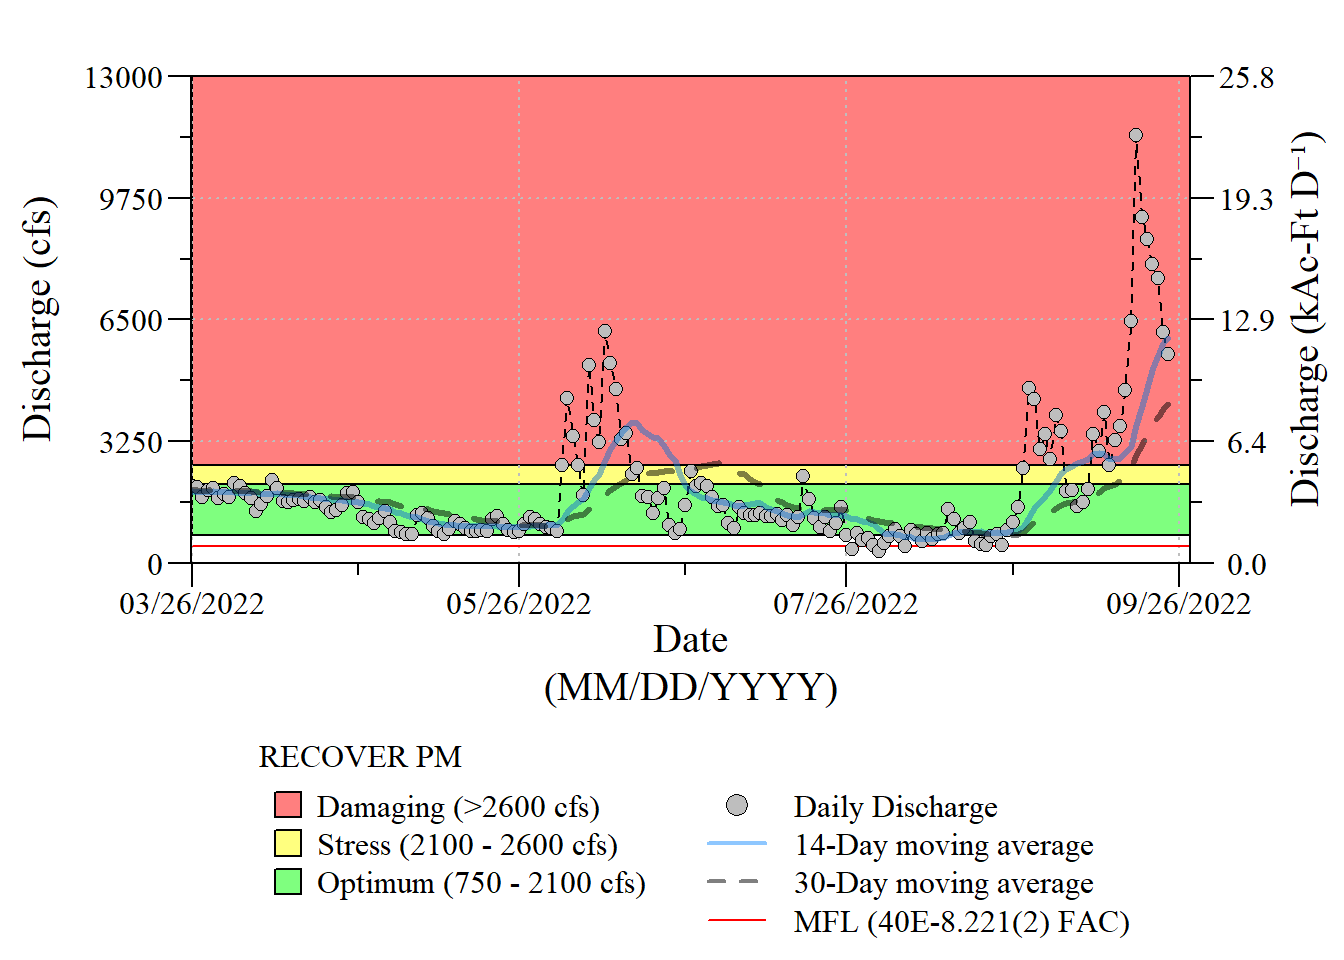 13000
9750
6500
3250
0
Discharge (cfs)
25.8
19.3
12.9
6.4
0.0
Discharge (kAc-Ft D⁻¹)
03/26/2022 05/26/2022 07/26/2022 09/26/2022
Date
(MM/DD/YYYY)
RECOVER PM
Damaging (>2600 cfs)
Stress (2100 - 2600 cfs)
Optimum (750 - 2100 cfs)
Daily Discharge
14-Day moving average
30-Day moving average
MFL (40E-8.221(2) FAC)